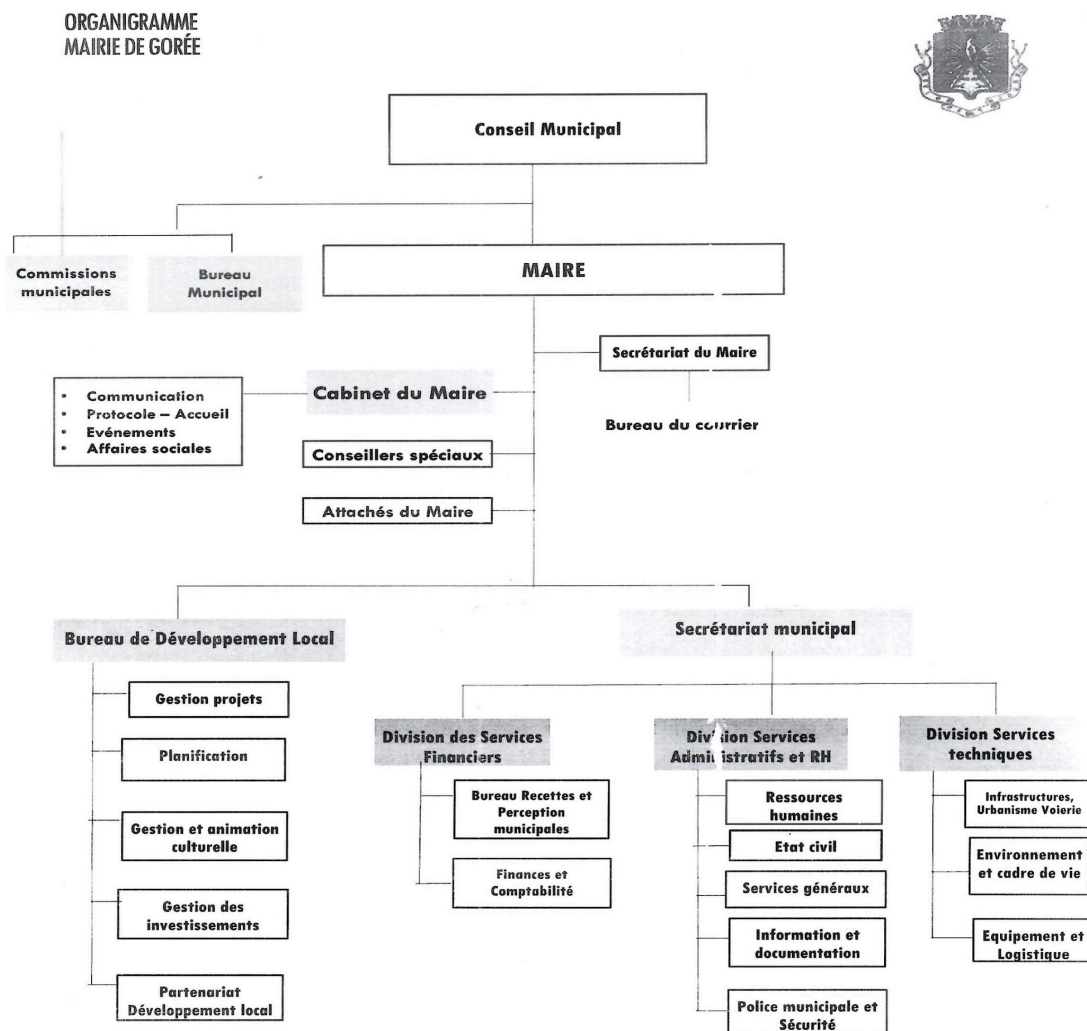 ORGANIGRAMME
MAIRIE DE GORÉE
Conseil Municipal
Commissions
municipales
Bureau
Municipal
MAIRE
Secrétariat du Maire
Bureau du courrier
Cabinet du Maire
• Communication
• Protocole – Accueil
• Evénements
• Affaires sociales
Conseillers spéciaux
Attachés du Maire
Bureau de Développement Local
Gestion projets
Planification
Gestion et animation
culturelle
Gestion des
investissements
Partenariat
Développement local
Secrétariat municipal
Division des Services
Financiers
Bureau Recettes et
Perception
municipales
Finances et
Comptabilité
Division Services
Administratifs et RH
Ressources
humaines
Etat civil
Services généraux
Information et
documentation
Police municipale et
Sécurité
Division Services
techniques
Infrastructures,
Urbanisme Voierie
Environnement
et cadre de vie
Equipement et
Logistique